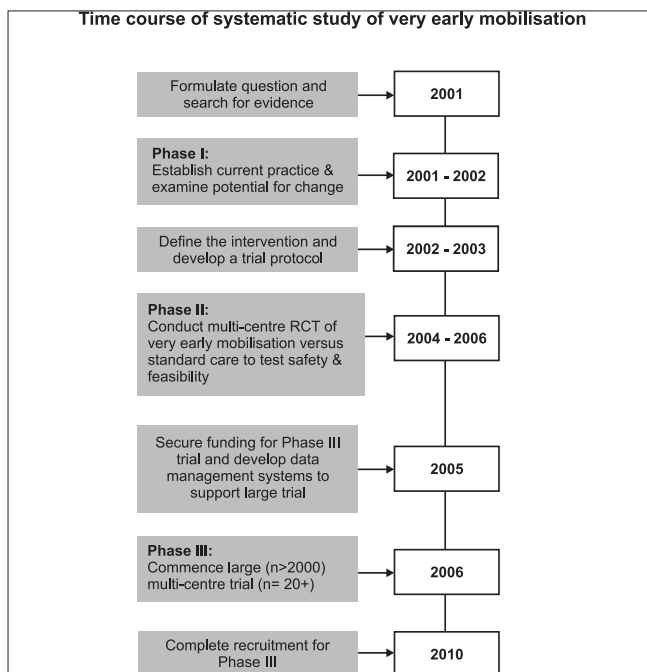 Time course of systematic study of very early mobilisation
Formulate question and
search for evidence
2001
Phase I:
Establish current practice &
examine potential for change
2001 - 2002
Define the intervention and
develop a trial protocol
2002 - 2003
Phase II:
Conduct multi-centre RCT of
very early mobilisation versus
standard care to test safety &
feasibility
2004 - 2006
Secure funding for Phase III
trial and develop data
management systems to
support large trial
2005
Phase III:
Commence large (n>2000)
multi-centre trial (n= 20+)
2006
Complete recruitment for
Phase III
2010